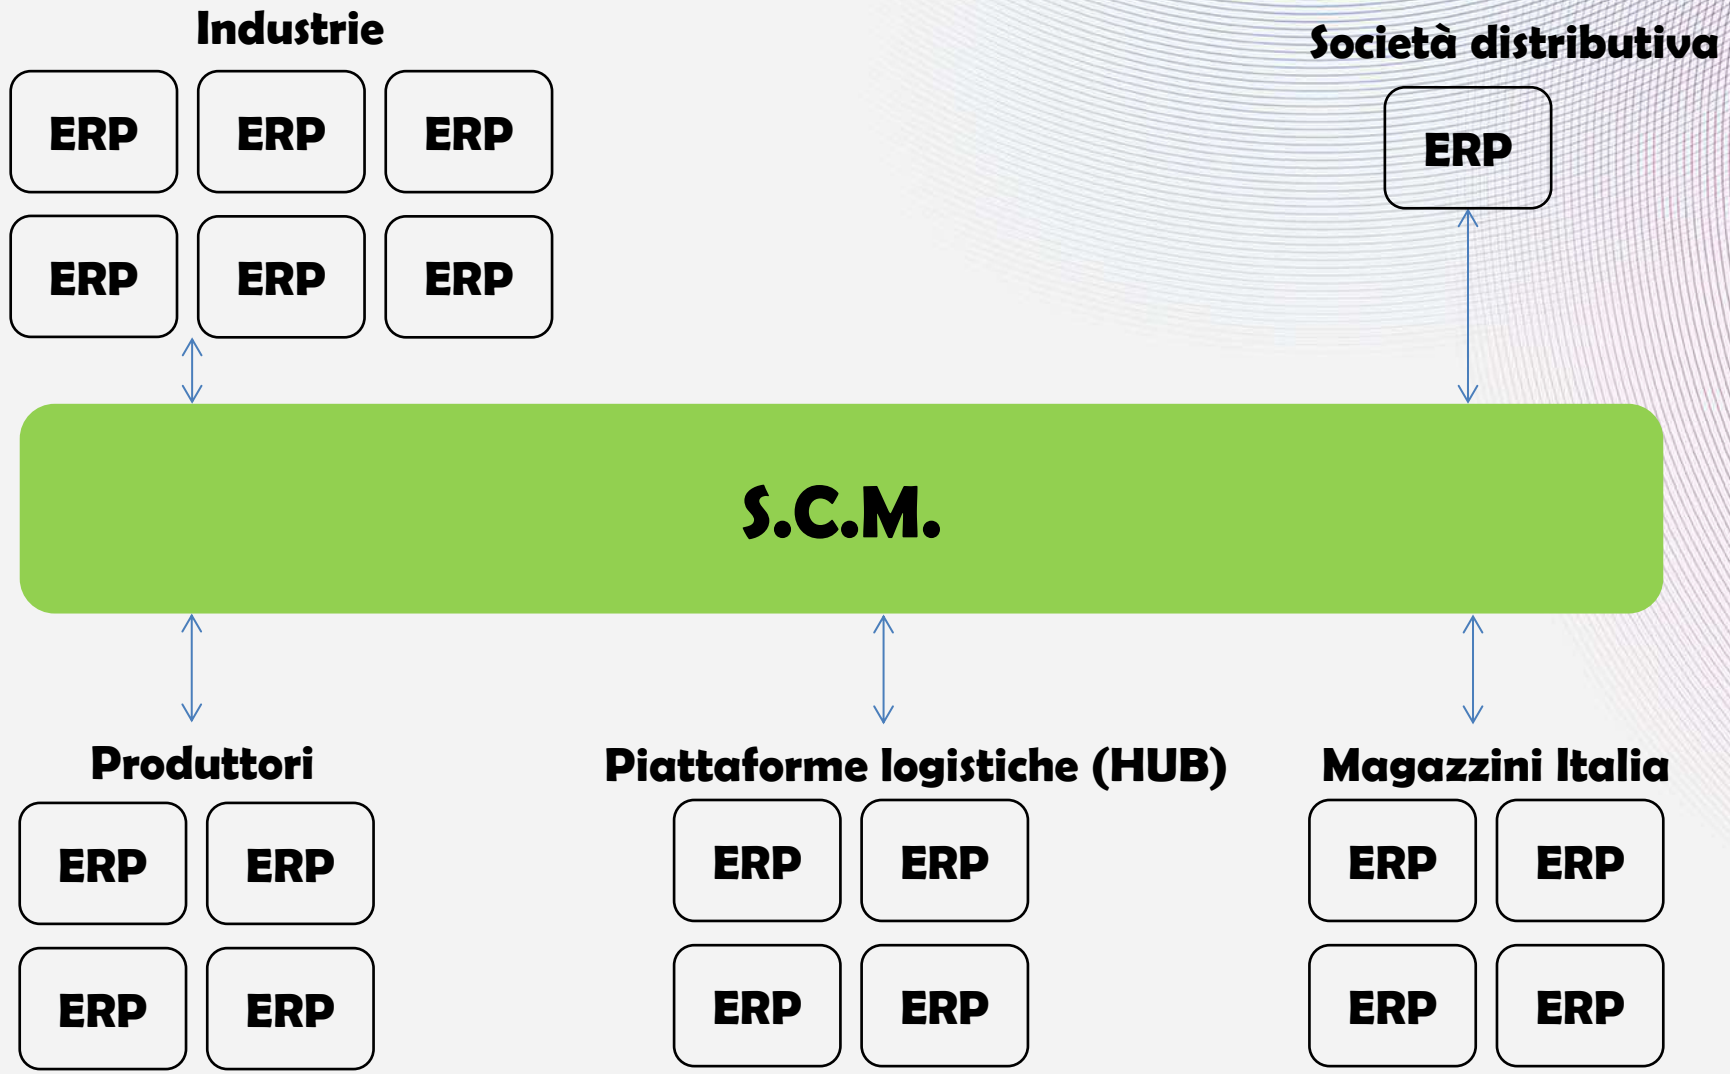 Industrie
Società distributiva
ERP ERP ERP
ERP
ERP ERP ERP
S.C.M.
Produttori
Piattaforme logistiche (HUB)
Magazzini Italia
ERP ERP
ERP ERP
ERP ERP
ERP ERP
ERP ERP
ERP ERP